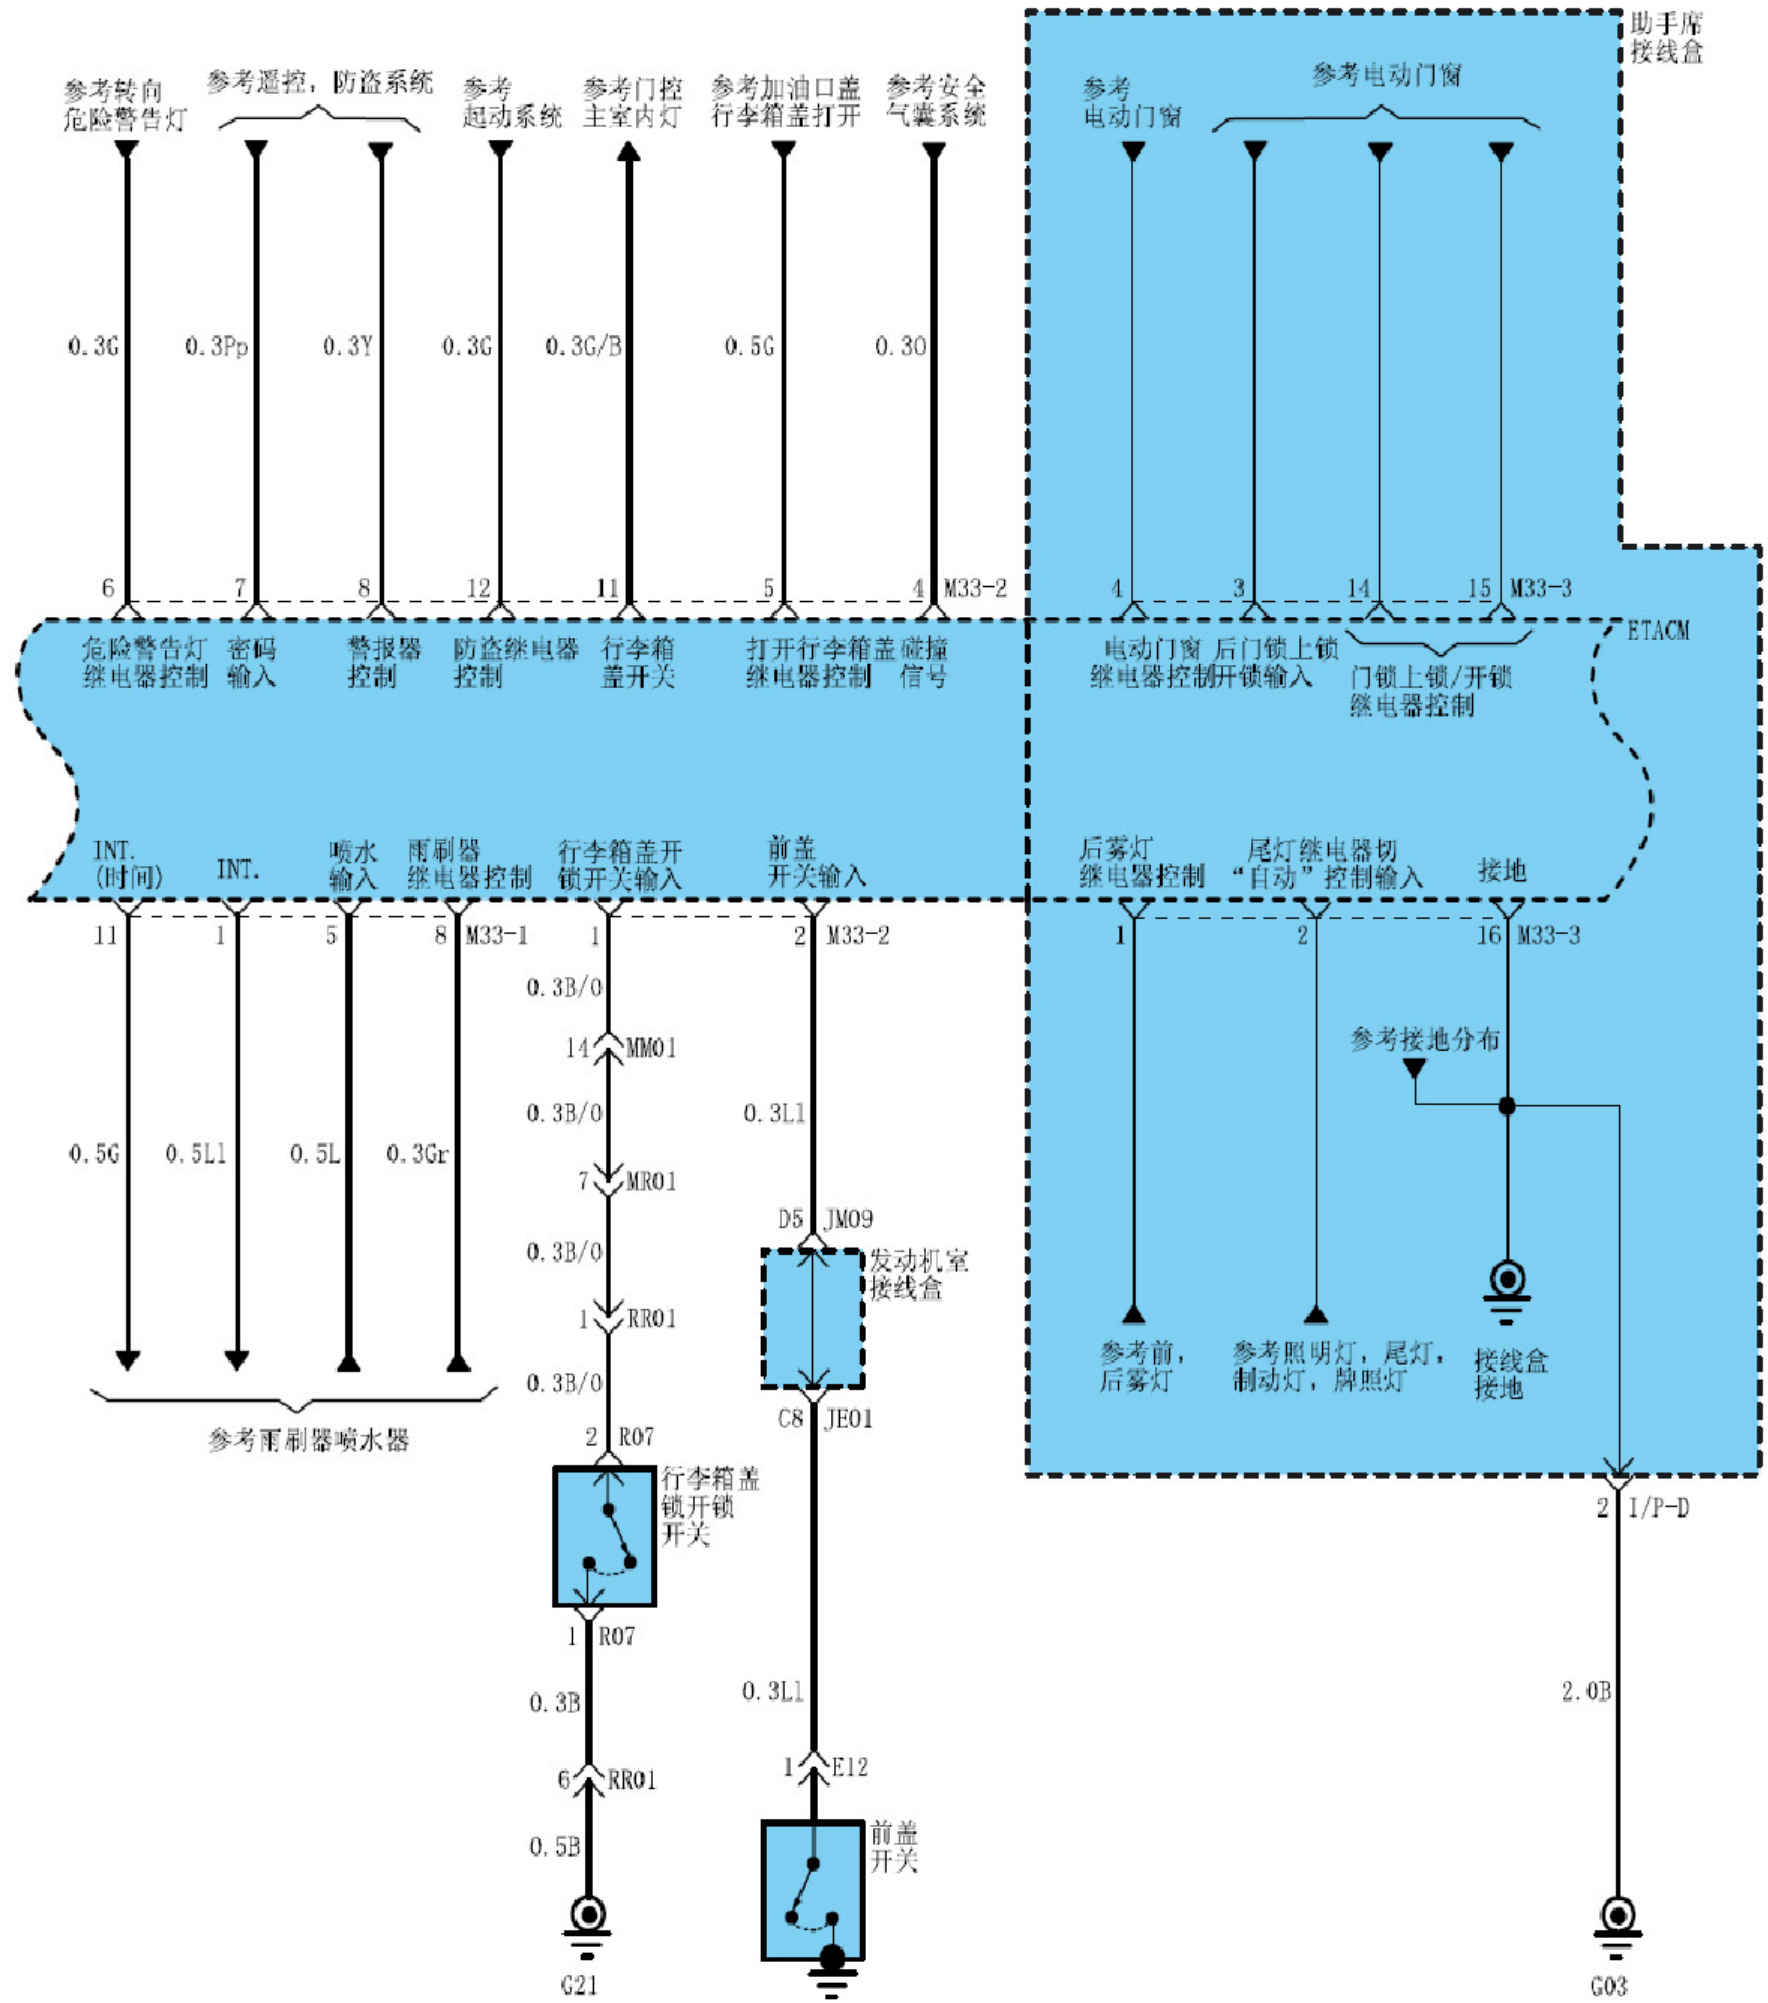 助手席
接线盒
参考转向
危险警告灯
参考遥控，防盗系统
参考
起动系统
参考门控
主室内灯
参考加油口盖
行李箱盖打开
参考安全
气囊系统
参考
电动门窗
参考电动门窗
0.3G
0.3Pp
0.3Y
0.3G
0.3G/B
0.5G
0.3O
6
7
8
12
11
5
4
M33-2
4
3
14
15
M33-3
ETACM
危险警告灯
继电器控制
密码
输入
警报器
控制
防盗继电器
控制
行李箱
盖开关
打开行李箱盖
继电器控制
碰撞
信号
电动门窗
继电器控制
后门锁上锁
开锁输入
门锁上锁/开锁
继电器控制
INT.
(时间)
INT.
喷水
输入
雨刷器
继电器控制
行李箱盖开
锁开关输入
前盖
开关输入
后雾灯
继电器控制
尾灯继电器切
“自动”控制输入
接地
11
1
5
8
M33-1
1
2
M33-2
1
2
16
M33-3
0.3B/O
14
MM01
参考接地分布
0.3B/O
0.3Ll
0.5G
0.5Ll
0.5L
0.3Gr
7
MR01
D5
JM09
0.3B/O
发动机室
接线盒
1
RR01
参考前，
后雾灯
参考照明灯，尾灯，
制动灯，牌照灯
接线盒
接地
0.3B/O
C8
JE01
参考雨刷器喷水器
2
R07
行李箱盖
锁开锁
开关
2
I/P-D
1
R07
0.3B
0.3Ll
2.0B
6
RR01
1
E12
0.5B
前盖
开关
G21
G03